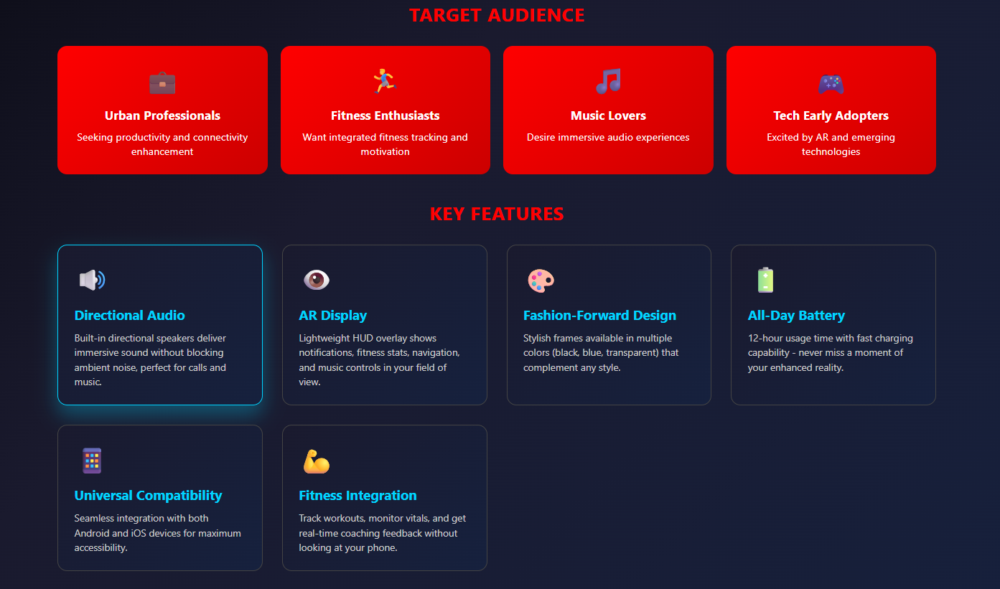 TARGET AUDIENCE
Urban Professionals
Seeking productivity and connectivity
enhancement
Fitness Enthusiasts
Want integrated fitness tracking and
motivation
Music Lovers
Desire immersive audio experiences
Tech Early Adopters
Excited by AR and emerging
technologies
KEY FEATURES
Directional Audio
Built-in directional speakers deliver
immersive sound without blocking
ambient noise, perfect for calls and
music.
AR Display
Lightweight HUD overlay shows
notifications, fitness stats, navigation,
and music controls in your field of
view.
Fashion-Forward Design
Stylish frames available in multiple
colors (black, blue, transparent) that
complement any style.
All-Day Battery
12-hour usage time with fast charging
capability - never miss a moment of
your enhanced reality.
Universal Compatibility
Seamless integration with both
Android and iOS devices for maximum
accessibility.
Fitness Integration
Track workouts, monitor vitals, and get
real-time coaching feedback without
looking at your phone.